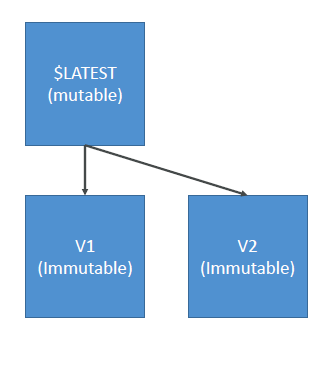 $LATEST
(mutable)
V1
(Immutable)
V2
(Immutable)